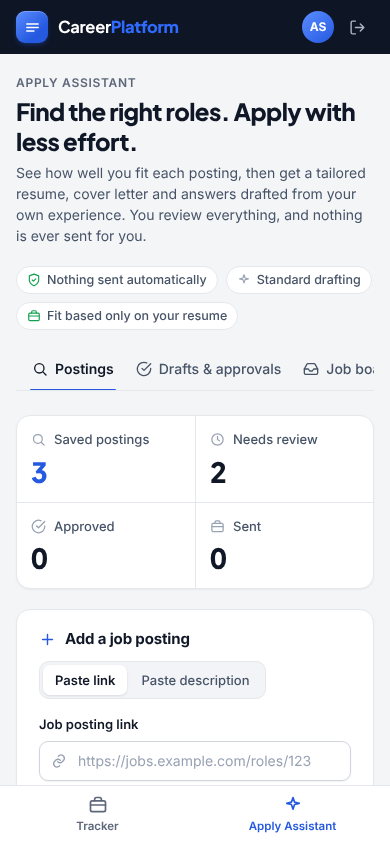 CareerPlatform
AS
APPLY ASSISTANT
Find the right roles. Apply with
less effort.
See how well you fit each posting, then get a tailored
resume, cover letter and answers drafted from your
own experience. You review everything, and nothing
is ever sent for you.
Nothing sent automatically
Standard drafting
Fit based only on your resume
Postings
Drafts & approvals
Job boa
Saved postings
3
Needs review
2
Approved
0
Sent
0
Add a job posting
Paste link
Paste description
Job posting link
https://jobs.example.com/roles/123
Tracker
Apply Assistant